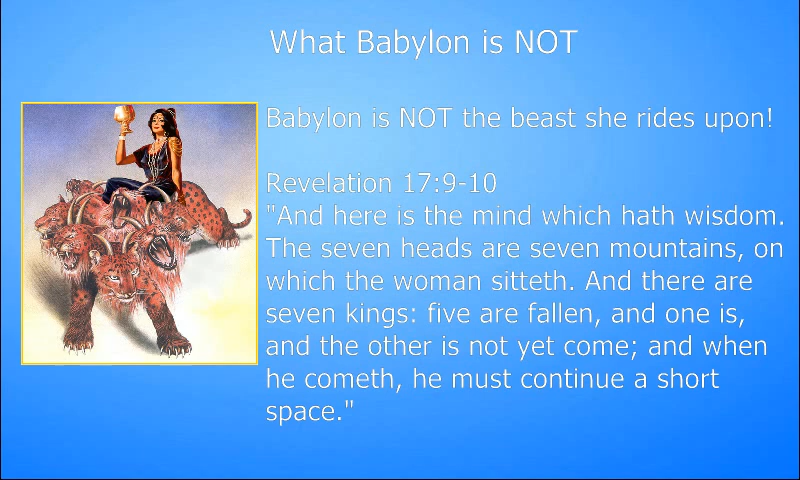 What Babylon is NOT
Babylon is NOT the beast she rides upon!
Revelation 17:9-10
"And here is the mind which hath wisdom.
The seven heads are seven mountains, on
which the woman sitteth. And there are
seven kings: five are fallen, and one is,
and the other is not yet come; and when
he cometh, he must continue a short
space."